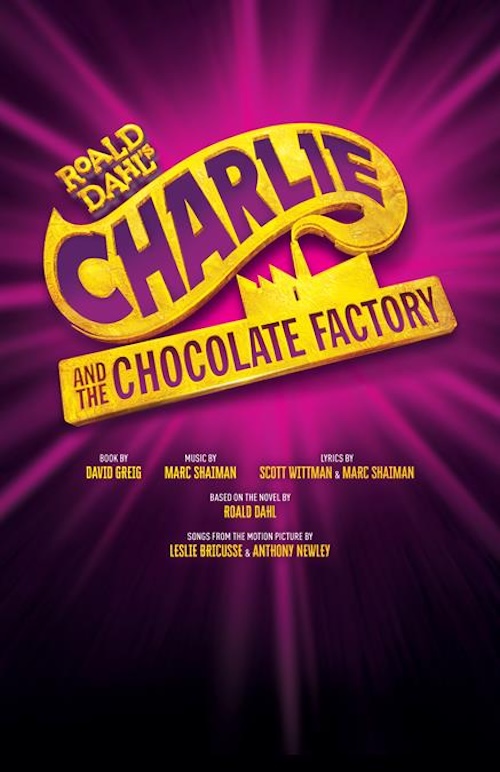 ROALD
DAHL'S
CHARLIE
AND THE
CHOCOLATE FACTORY
BOOK BY
DAVID GREIG
MUSIC BY
MARC SHAIMAN
LYRICS BY
SCOTT WITTMAN & MARC SHAIMAN
BASED ON THE NOVEL BY
ROALD DAHL
SONGS FROM THE MOTION PICTURE BY
LESLIE BRICUSSE & ANTHONY NEWLEY